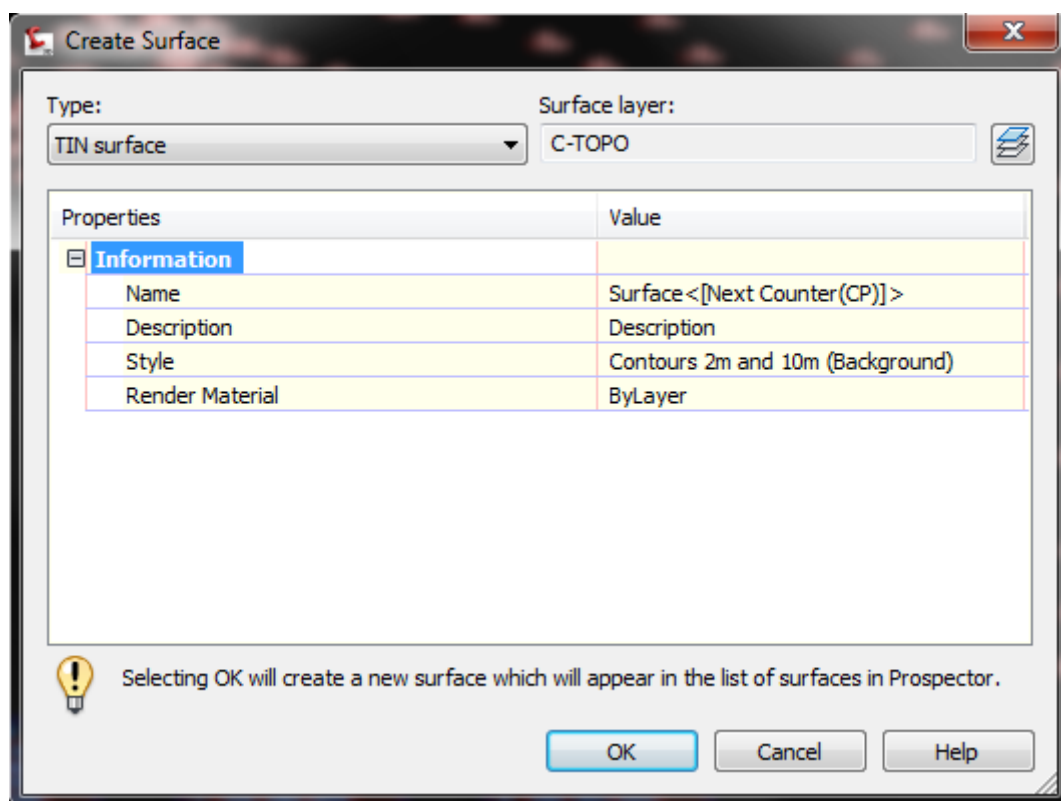 Create Surface
Type:
Surface layer:
TIN surface
C-TOPO
Properties
Value
Information
Name
Surface<[Next Counter(CP)]>
Description
Description
Style
Contours 2m and 10m (Background)
Render Material
ByLayer
Selecting OK will create a new surface which will appear in the list of surfaces in Prospector.
OK
Cancel
Help